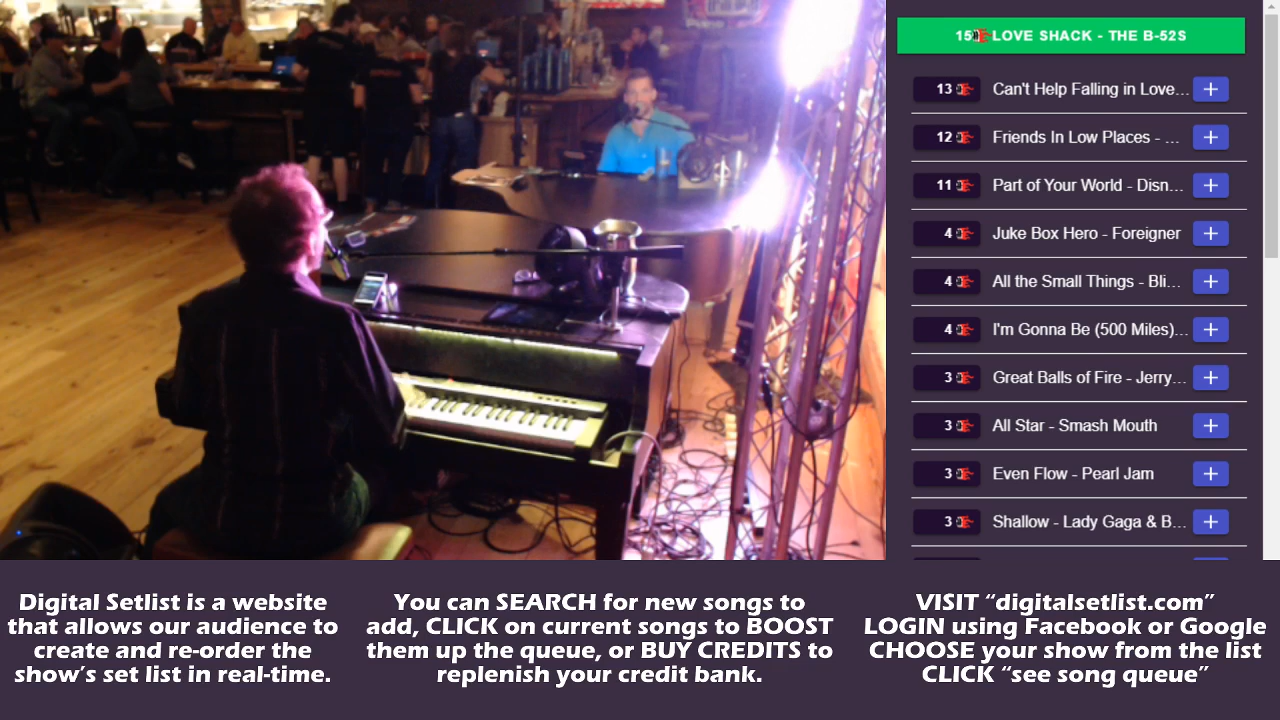 15 LOVE SHACK - THE B-52S
13 Can't Help Falling in Love...
12 Friends In Low Places - ...
11 Part of Your World - Disn...
4 Juke Box Hero - Foreigner
4 All the Small Things - Bli...
4 I'm Gonna Be (500 Miles)...
3 Great Balls of Fire - Jerry...
3 All Star - Smash Mouth
3 Even Flow - Pearl Jam
3 Shallow - Lady Gaga & B...
Digital Setlist is a website
that allows our audience to
create and re-order the
show's set list in real-time.
You can SEARCH for new songs to
add, CLICK on current songs to BOOST
them up the queue, or BUY CREDITS to
replenish your credit bank.
VISIT “digitalsetlist.com”
LOGIN using Facebook or Google
CHOOSE your show from the list
CLICK “see song queue”